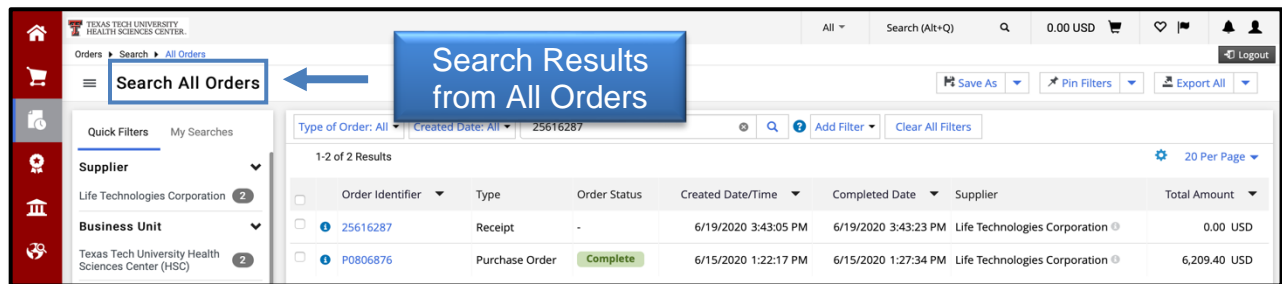 TEXAS TECH UNIVERSITY
HEALTH SCIENCES CENTER.
All
Search (Alt+Q)
0.00 USD
Orders Search All Orders
Logout
Search All Orders
Search Results
from All Orders
Save As
Pin Filters
Export All
Quick Filters My Searches
Type of Order: All Created Date: All 25616287 ? Add Filter Clear All Filters
1-2 of 2 Results
20 Per Page
Supplier
Life Technologies Corporation 2
Business Unit
Texas Tech University Health
Sciences Center (HSC) 2
Order Identifier Type Order Status Created Date/Time Completed Date Supplier Total Amount
25616287 Receipt - 6/19/2020 3:43:05 PM 6/19/2020 3:43:23 PM Life Technologies Corporation 0.00 USD
P0806876 Purchase Order Complete 6/15/2020 1:22:17 PM 6/15/2020 1:27:34 PM Life Technologies Corporation 6,209.40 USD